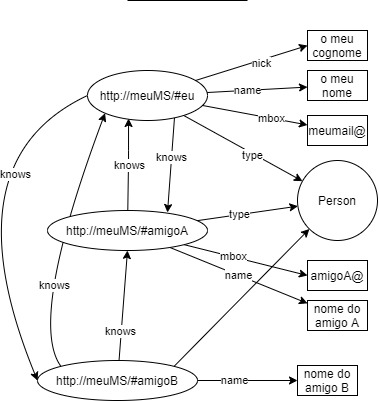 o meu
cognome
nick
o meu
nome
http://meuMS/#eu
name
mbox
meumail@
type
knows
knows
knows
Person
type
http://meuMS/#amigoA
mbox
name
amigoA@
knows
nome do
amigo A
knows
http://meuMS/#amigoB
name
nome do
amigo B